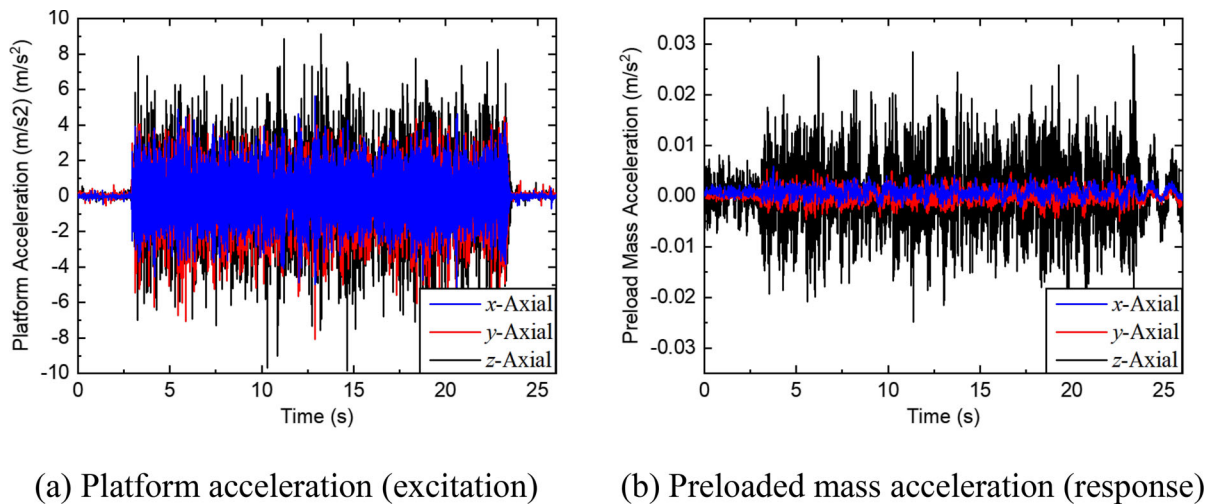 10
8
6
4
2
0
-2
-4
-6
-8
-10
Platform Acceleration (m/s2) (m/s²)
x-Axial
y-Axial
z-Axial
0 5 10 15 20 25
Time (s)
(a) Platform acceleration (excitation)
0.03
0.02
0.01
0.00
-0.01
-0.02
-0.03
Preload Mass Acceleration (m/s²)
x-Axial
y-Axial
z-Axial
0 5 10 15 20 25
Time (s)
(b) Preloaded mass acceleration (response)